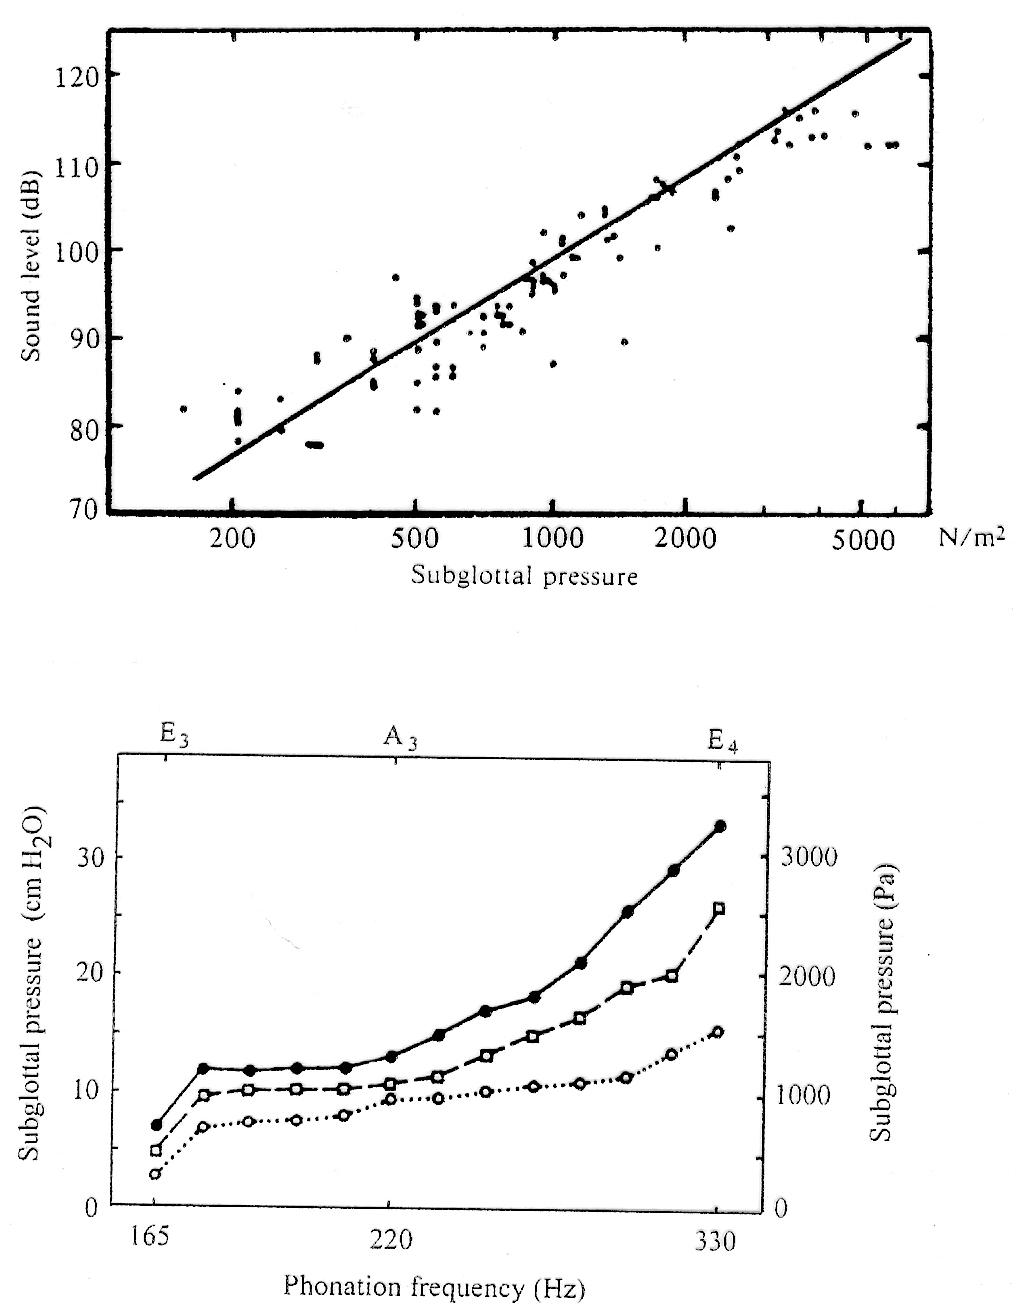 120
110
100
90
80
70
Sound level (dB)
200 500 1000 2000 5000 N/m²
Subglottal pressure
E₃ A₃ E₄
30
20
10
0
Subglottal pressure (cm H₂O)
3000
2000
1000
0
Subglottal pressure (Pa)
165 220 330
Phonation frequency (Hz)